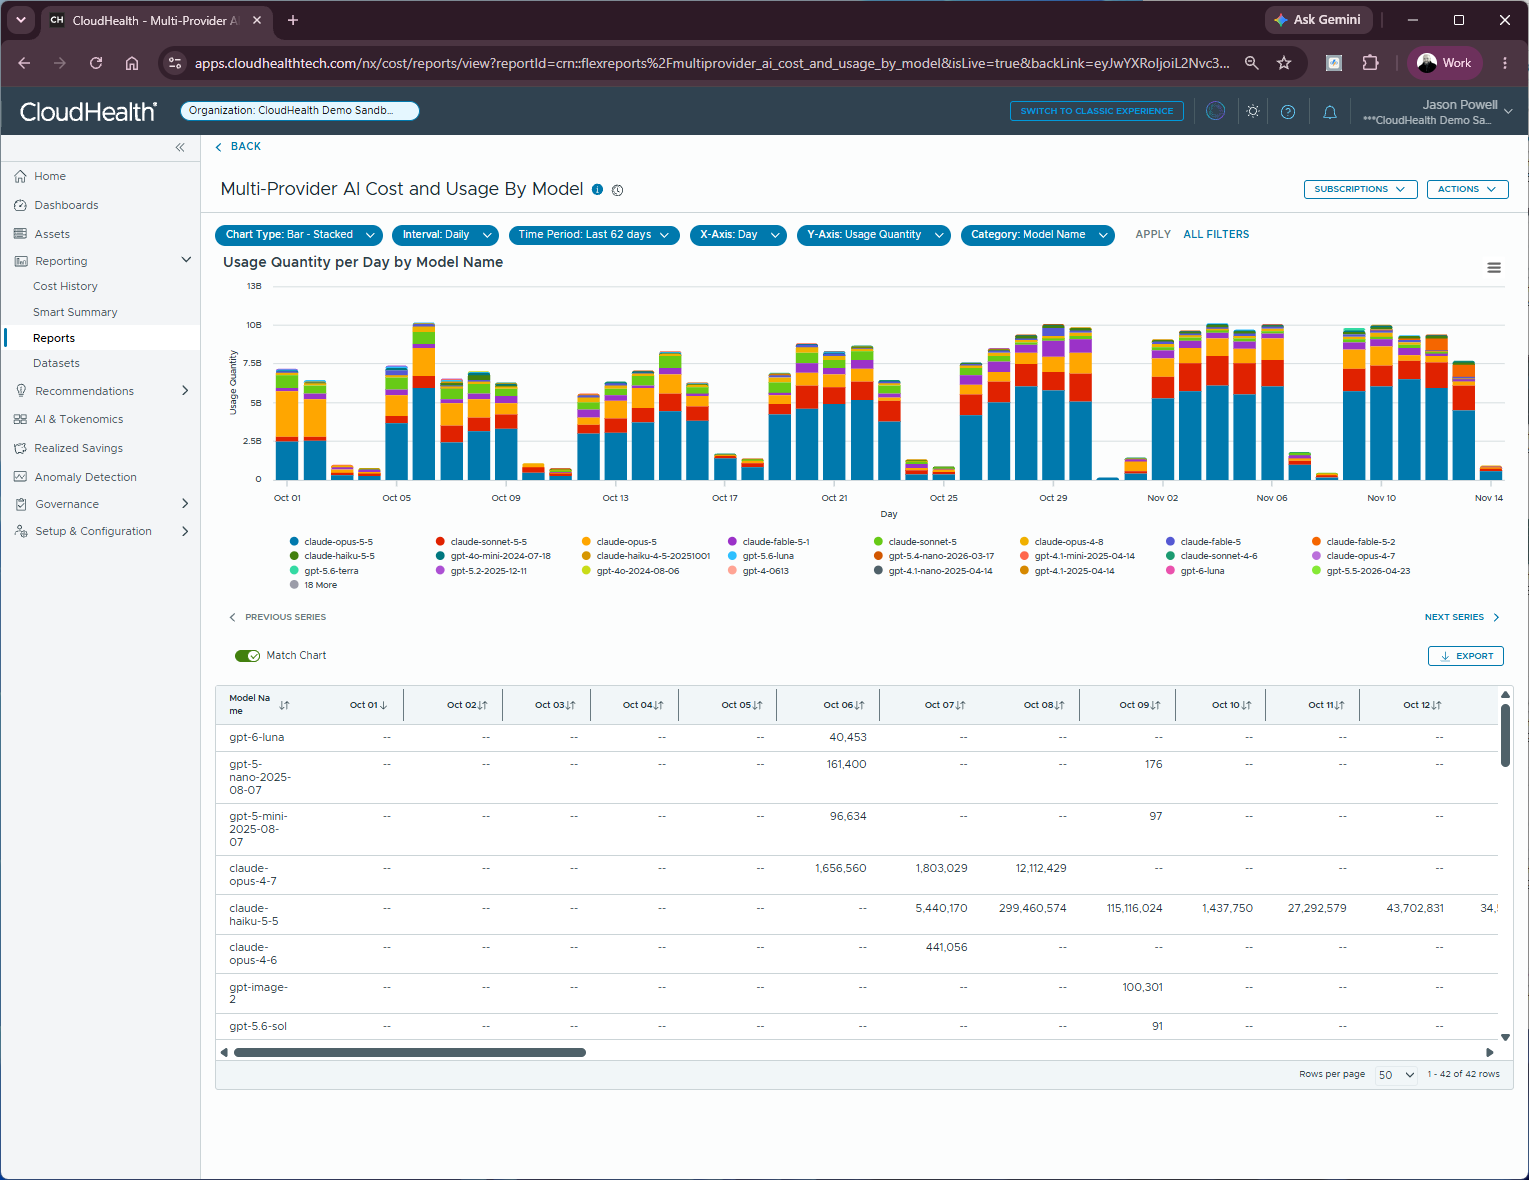 CH CloudHealth - Multi-Provider AI
Ask Gemini
apps.cloudhealthtech.com/nx/cost/reports/view?reportId=crn::flexreports%2Fmultiprovider_ai_cost_and_usage_by_model&isLive=true&backLink=eyJwYXRoIjoiL2Nvc3...
Work
CloudHealth
Organization: CloudHealth Demo Sandb...
SWITCH TO CLASSIC EXPERIENCE
Jason Powell
***CloudHealth Demo Sa...
Home
Dashboards
Assets
Reporting
Cost History
Smart Summary
Reports
Datasets
Recommendations
AI & Tokenomics
Realized Savings
Anomaly Detection
Governance
Setup & Configuration
BACK
Multi-Provider AI Cost and Usage By Model
SUBSCRIPTIONS
ACTIONS
Chart Type: Bar - Stacked
Interval: Daily
Time Period: Last 62 days
X-Axis: Day
Y-Axis: Usage Quantity
Category: Model Name
APPLY
ALL FILTERS
Usage Quantity per Day by Model Name
13B
10B
7.5B
5B
2.5B
0
Usage Quantity
Oct 01 Oct 05 Oct 09 Oct 13 Oct 17 Oct 21 Oct 25 Oct 29 Nov 02 Nov 06 Nov 10 Nov 14
Day
claude-opus-5-5 claude-sonnet-5-5 claude-opus-5 claude-fable-5-1 claude-sonnet-5 claude-opus-4-8 claude-fable-5 claude-fable-5-2
claude-haiku-5-5 gpt-4o-mini-2024-07-18 claude-haiku-4-5-20251001 gpt-5.6-luna gpt-5.4-nano-2026-03-17 gpt-4.1-mini-2025-04-14 claude-sonnet-4-6 claude-opus-4-7
gpt-5.6-terra gpt-5.2-2025-12-11 gpt-4o-2024-08-06 gpt-4-0613 gpt-4.1-nano-2025-04-14 gpt-4.1-2025-04-14 gpt-6-luna gpt-5.5-2026-04-23
18 More
PREVIOUS SERIES
NEXT SERIES
Match Chart
EXPORT
Model Na
me
Oct 01 Oct 02 Oct 03 Oct 04 Oct 05 Oct 06 Oct 07 Oct 08 Oct 09 Oct 10 Oct 11 Oct 12
gpt-6-luna -- -- -- -- -- 40,453 -- -- -- -- -- --
gpt-5-
nano-2025-
08-07
-- -- -- -- -- 161,400 -- -- 176 -- -- --
gpt-5-mini-
2025-08-
07
-- -- -- -- -- 96,634 -- -- 97 -- -- --
claude-
opus-4-7
-- -- -- -- -- 1,656,560 1,803,029 12,112,429 -- -- -- --
claude-
haiku-5-5
-- -- -- -- -- -- 5,440,170 299,460,574 115,116,024 1,437,750 27,292,579 43,702,831 34,
claude-
opus-4-6
-- -- -- -- -- -- 441,056 -- -- -- -- --
gpt-image-
2
-- -- -- -- -- -- -- -- 100,301 -- -- --
gpt-5.6-sol -- -- -- -- -- -- -- -- 91 -- -- --
Rows per page 50 1 - 42 of 42 rows